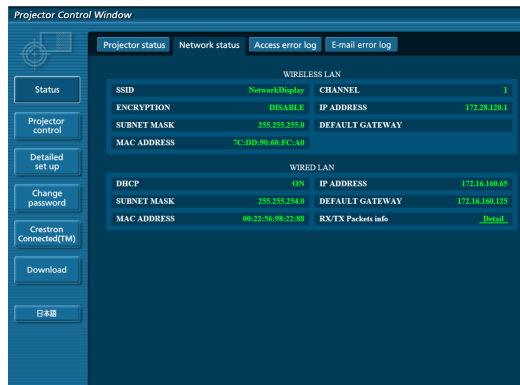 Projector Control Window
Projector status Network status Access error log E-mail error log
Status
Projector control
Detailed set up
Change password
Crestron Connected(TM)
Download
日本語
WIRELESS LAN
SSID NetworkDisplay CHANNEL 1
ENCRYPTION DISABLE IP ADDRESS 172.28.120.1
SUBNET MASK 255.255.255.0 DEFAULT GATEWAY
MAC ADDRESS 7C:DD:90:60:FC:A0
WIRED LAN
DHCP ON IP ADDRESS 172.16.160.65
SUBNET MASK 255.255.254.0 DEFAULT GATEWAY 172.16.160.125
MAC ADDRESS 00:22:56:98:22:88 RX/TX Packets info Detail